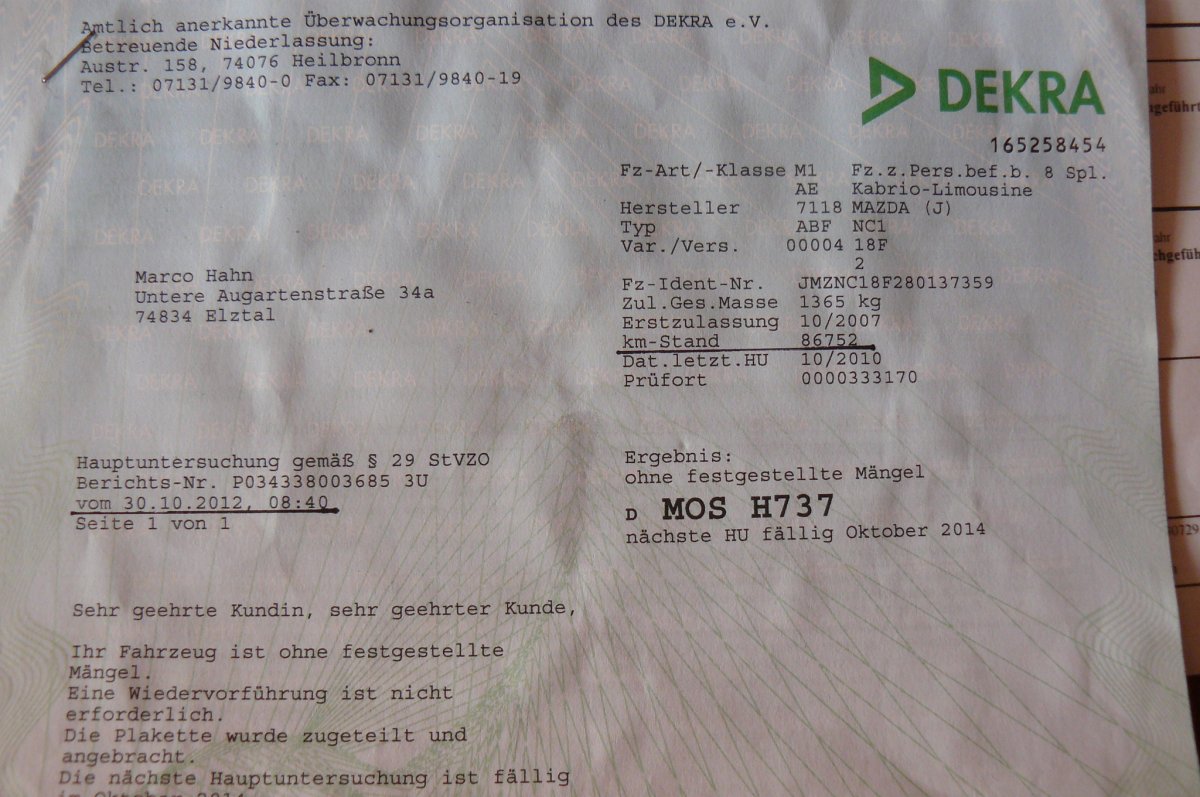 Amtlich anerkannte Überwachungsorganisation des DEKRA e.V.
Betreuende Niederlassung:
Austr. 158, 74076 Heilbronn
Tel.: 07131/9840-0 Fax: 07131/9840-19
DEKRA
165258454
Fz-Art/-Klasse M1 Fz.z.Pers.bef.b. 8 Spl.
AE Kabrio-Limousine
Hersteller 7118 MAZDA (J)
Typ ABF NC1
Var./Vers. 00004 18F
2
Fz-Ident-Nr. JMZNC18F280137359
Zul.Ges.Masse 1365 kg
Erstzulassung 10/2007
km-Stand 86752
Dat.letzt.HU 10/2010
Prüfort 0000333170
Marco Hahn
Untere Augartenstraße 34a
74834 Elztal
Hauptuntersuchung gemäß § 29 StVZO
Berichts-Nr. P034338003685 3U
vom 30.10.2012, 08:40
Seite 1 von 1
Ergebnis:
ohne festgestellte Mängel
D MOS H737
nächste HU fällig Oktober 2014
Sehr geehrte Kundin, sehr geehrter Kunde,
Ihr Fahrzeug ist ohne festgestellte
Mängel.
Eine Wiedervorführung ist nicht
erforderlich.
Die Plakette wurde zugeteilt und
angebracht.
Die nächste Hauptuntersuchung ist fällig
im Oktober 2014